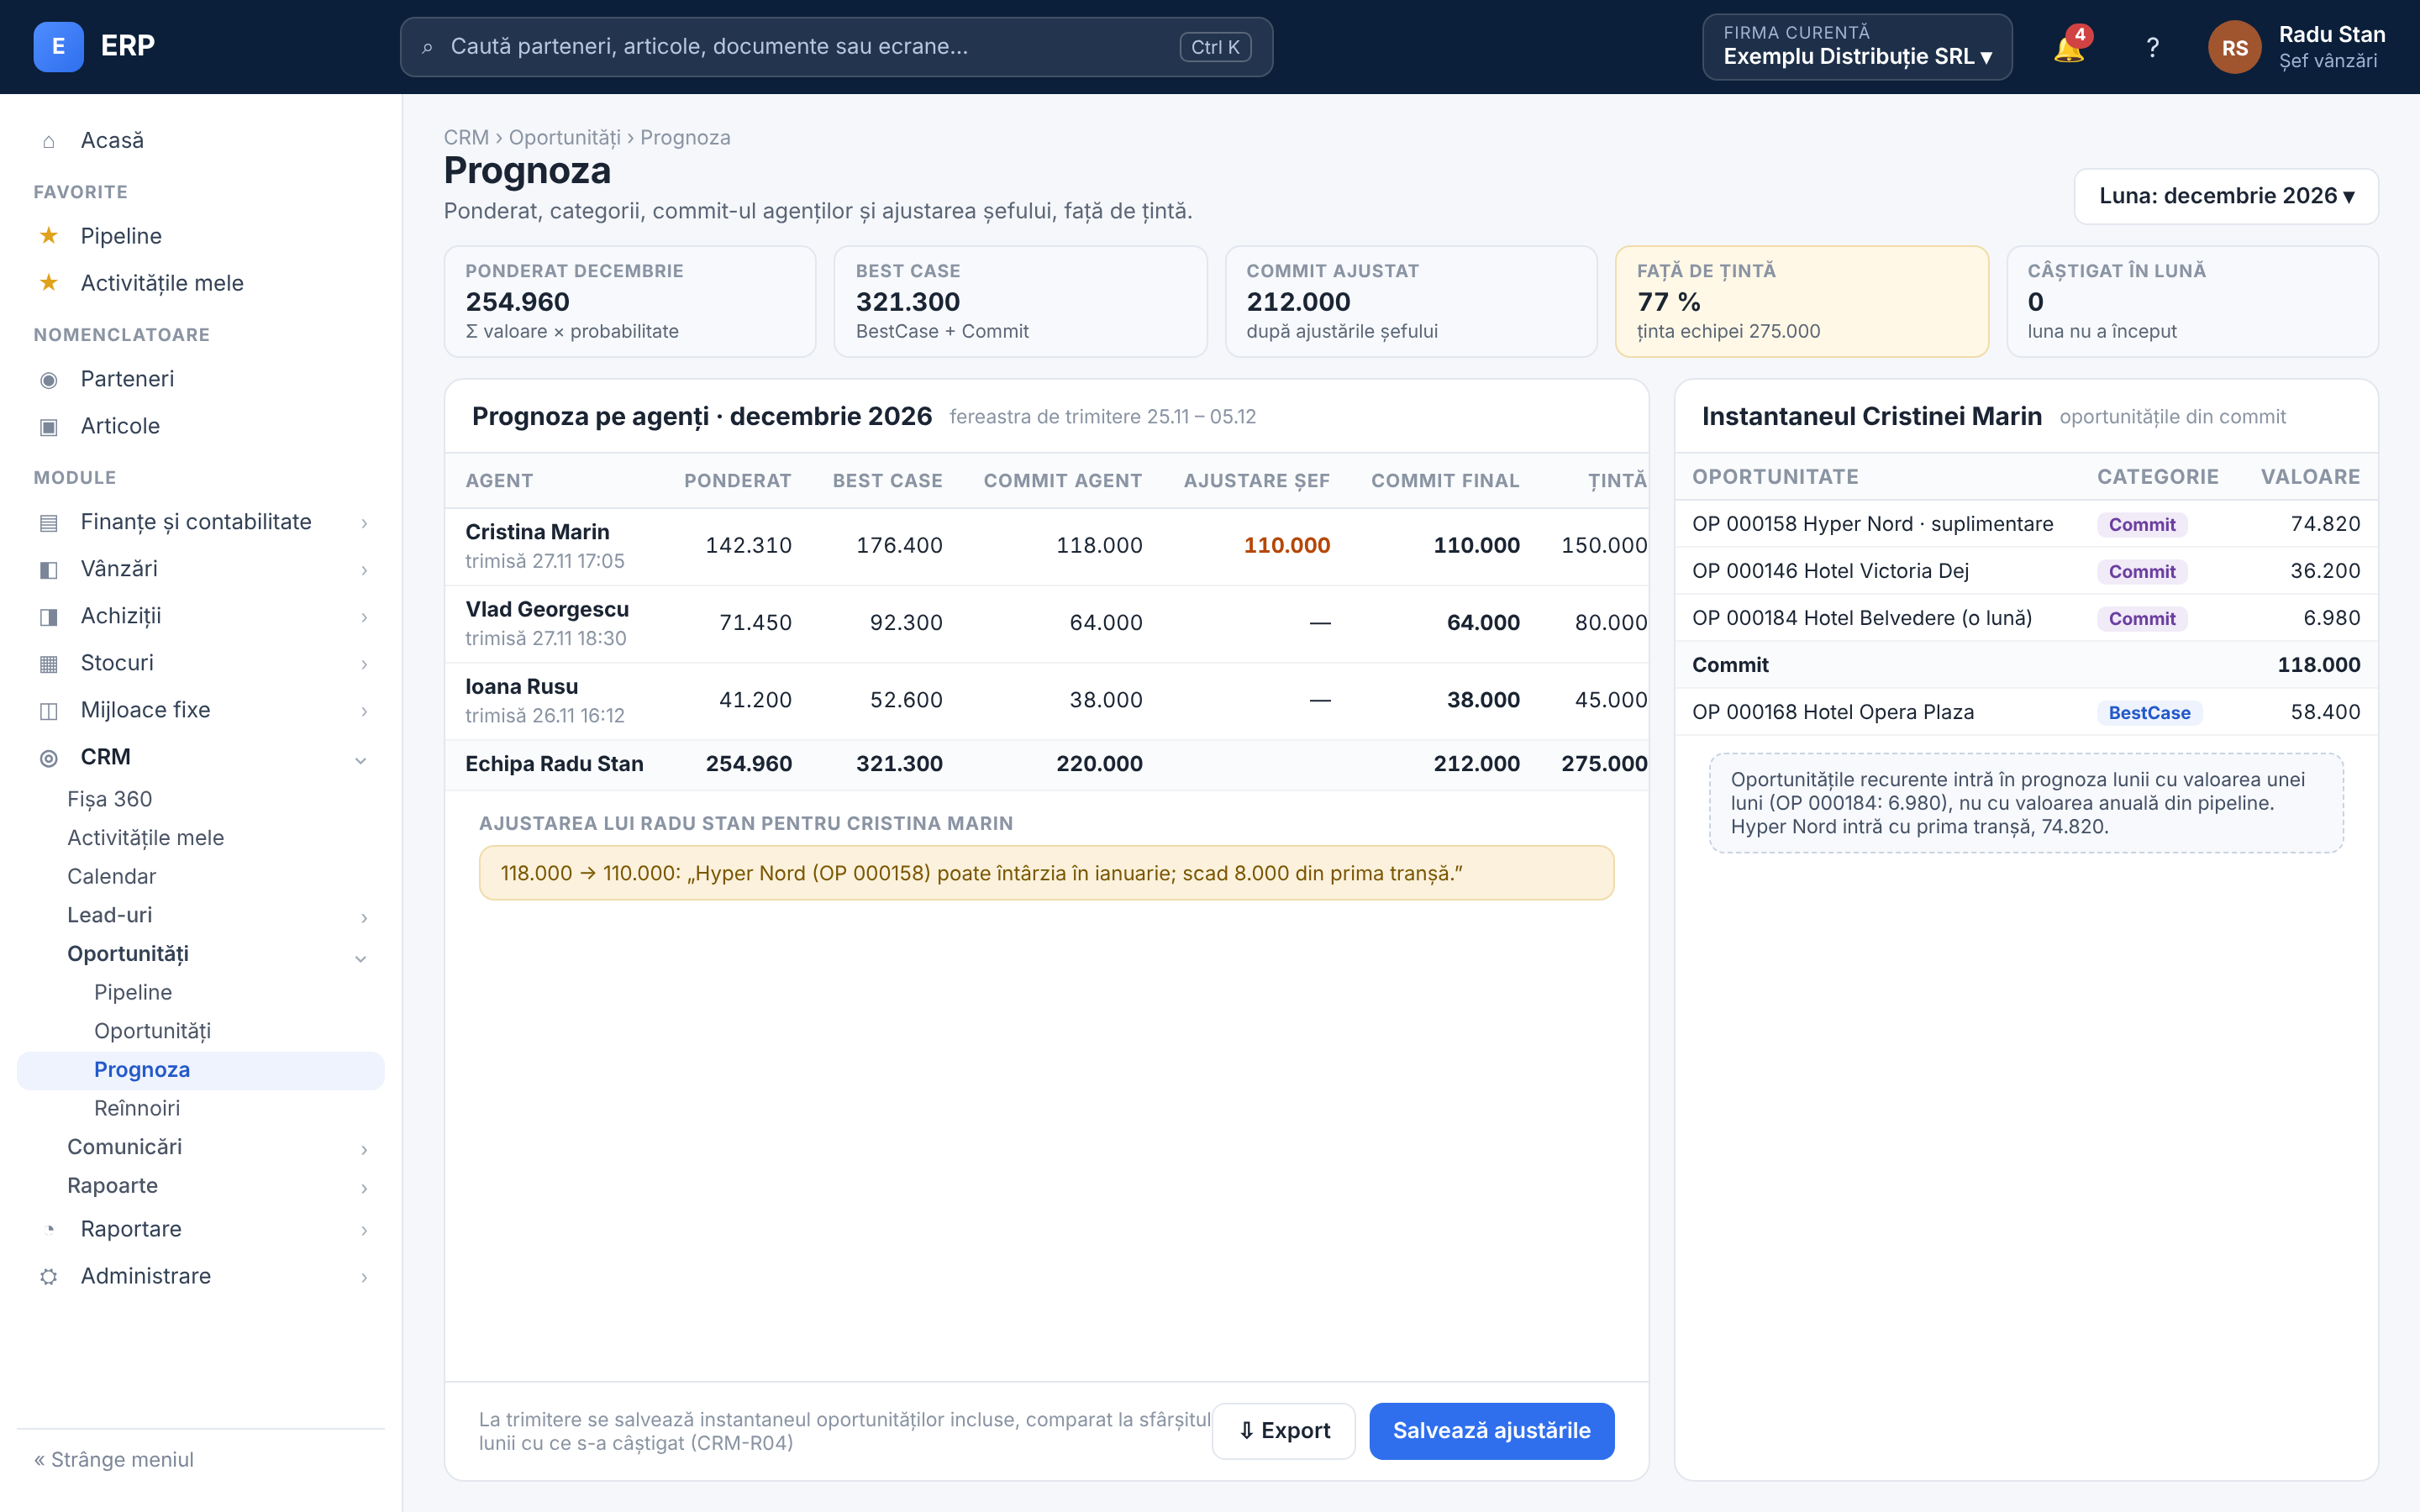 E ERP
Caută parteneri, articole, documente sau ecrane... Ctrl K
FIRMA CURENTĂ
Exemplu Distribuție SRL ▾
4
?
RS
Radu Stan
Șef vânzări
Acasă
FAVORITE
★ Pipeline
★ Activitățile mele
NOMENCLATOARE
Parteneri
Articole
MODULE
Finanțe și contabilitate ›
Vânzări ›
Achiziții ›
Stocuri ›
Mijloace fixe ›
CRM
Fișa 360
Activitățile mele
Calendar
Lead-uri ›
Oportunități
Pipeline
Oportunități
Prognoza
Reînnoiri
Comunicări ›
Rapoarte ›
Raportare ›
Administrare ›
« Strânge meniul
CRM › Oportunități › Prognoza
Prognoza
Ponderat, categorii, commit-ul agenților și ajustarea șefului, față de țintă.
Luna: decembrie 2026 ▾
PONDERAT DECEMBRIE
254.960
Σ valoare × probabilitate
BEST CASE
321.300
BestCase + Commit
COMMIT AJUSTAT
212.000
după ajustările șefului
FAȚĂ DE ȚINTĂ
77 %
ținta echipei 275.000
CÂȘTIGAT ÎN LUNĂ
0
luna nu a început
Prognoza pe agenți · decembrie 2026 fereastra de trimitere 25.11 – 05.12
AGENT PONDERAT BEST CASE COMMIT AGENT AJUSTARE ȘEF COMMIT FINAL ȚINTĂ
Cristina Marin 142.310 176.400 118.000 110.000 110.000 150.000
trimisă 27.11 17:05
Vlad Georgescu 71.450 92.300 64.000 — 64.000 80.000
trimisă 27.11 18:30
Ioana Rusu 41.200 52.600 38.000 — 38.000 45.000
trimisă 26.11 16:12
Echipa Radu Stan 254.960 321.300 220.000 212.000 275.000
AJUSTAREA LUI RADU STAN PENTRU CRISTINA MARIN
118.000 → 110.000: „Hyper Nord (OP 000158) poate întârzia în ianuarie; scad 8.000 din prima tranșă.”
La trimitere se salvează instantaneul oportunităților incluse, comparat la sfârșitul
lunii cu ce s-a câștigat (CRM-R04)
⇩ Export
Salvează ajustările
Instantaneul Cristinei Marin oportunitățile din commit
OPORTUNITATE CATEGORIE VALOARE
OP 000158 Hyper Nord · suplimentare Commit 74.820
OP 000146 Hotel Victoria Dej Commit 36.200
OP 000184 Hotel Belvedere (o lună) Commit 6.980
Commit 118.000
OP 000168 Hotel Opera Plaza BestCase 58.400
Oportunitățile recurente intră în prognoza lunii cu valoarea unei
luni (OP 000184: 6.980), nu cu valoarea anuală din pipeline.
Hyper Nord intră cu prima tranșă, 74.820.